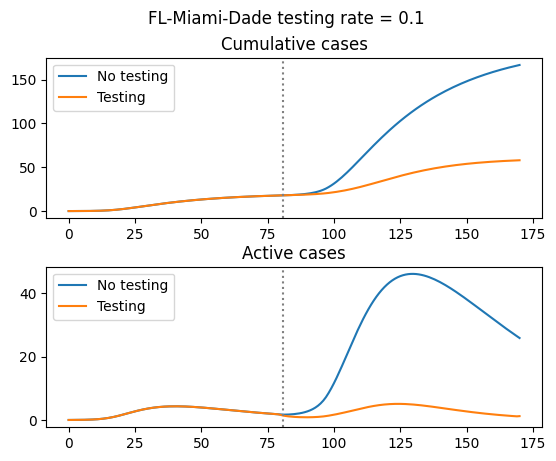 FL-Miami-Dade testing rate = 0.1
Cumulative cases
No testing
Testing
150
100
50
0
0 25 50 75 100 125 150 175
Active cases
No testing
Testing
40
20
0
0 25 50 75 100 125 150 175